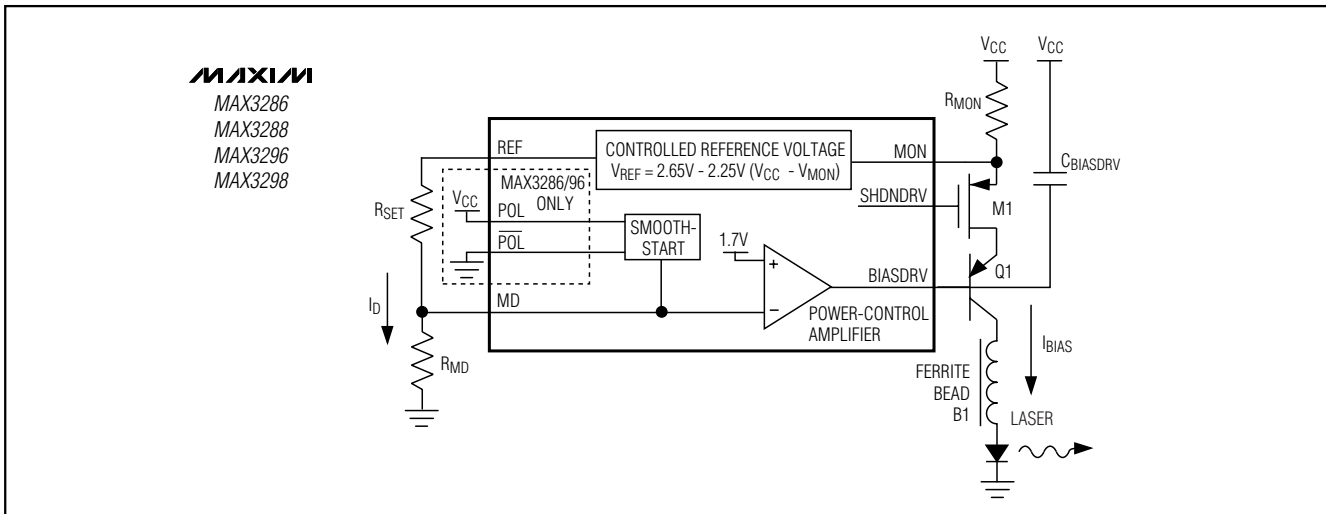 MAXIM
MAX3286
MAX3288
MAX3296
MAX3298
VCC
VCC
RMON
REF
CONTROLLED REFERENCE VOLTAGE
VREF = 2.65V - 2.25V (VCC - VMON)
MON
CBIASDRV
MAX3286/96
ONLY
SHDNDRV
M1
RSET
VCC
POL
POL
SMOOTH-
START
1.7V
+
Q1
BIASDRV
ID
MD
−
POWER-CONTROL
AMPLIFIER
IBIAS
RMD
FERRITE
BEAD
B1
LASER